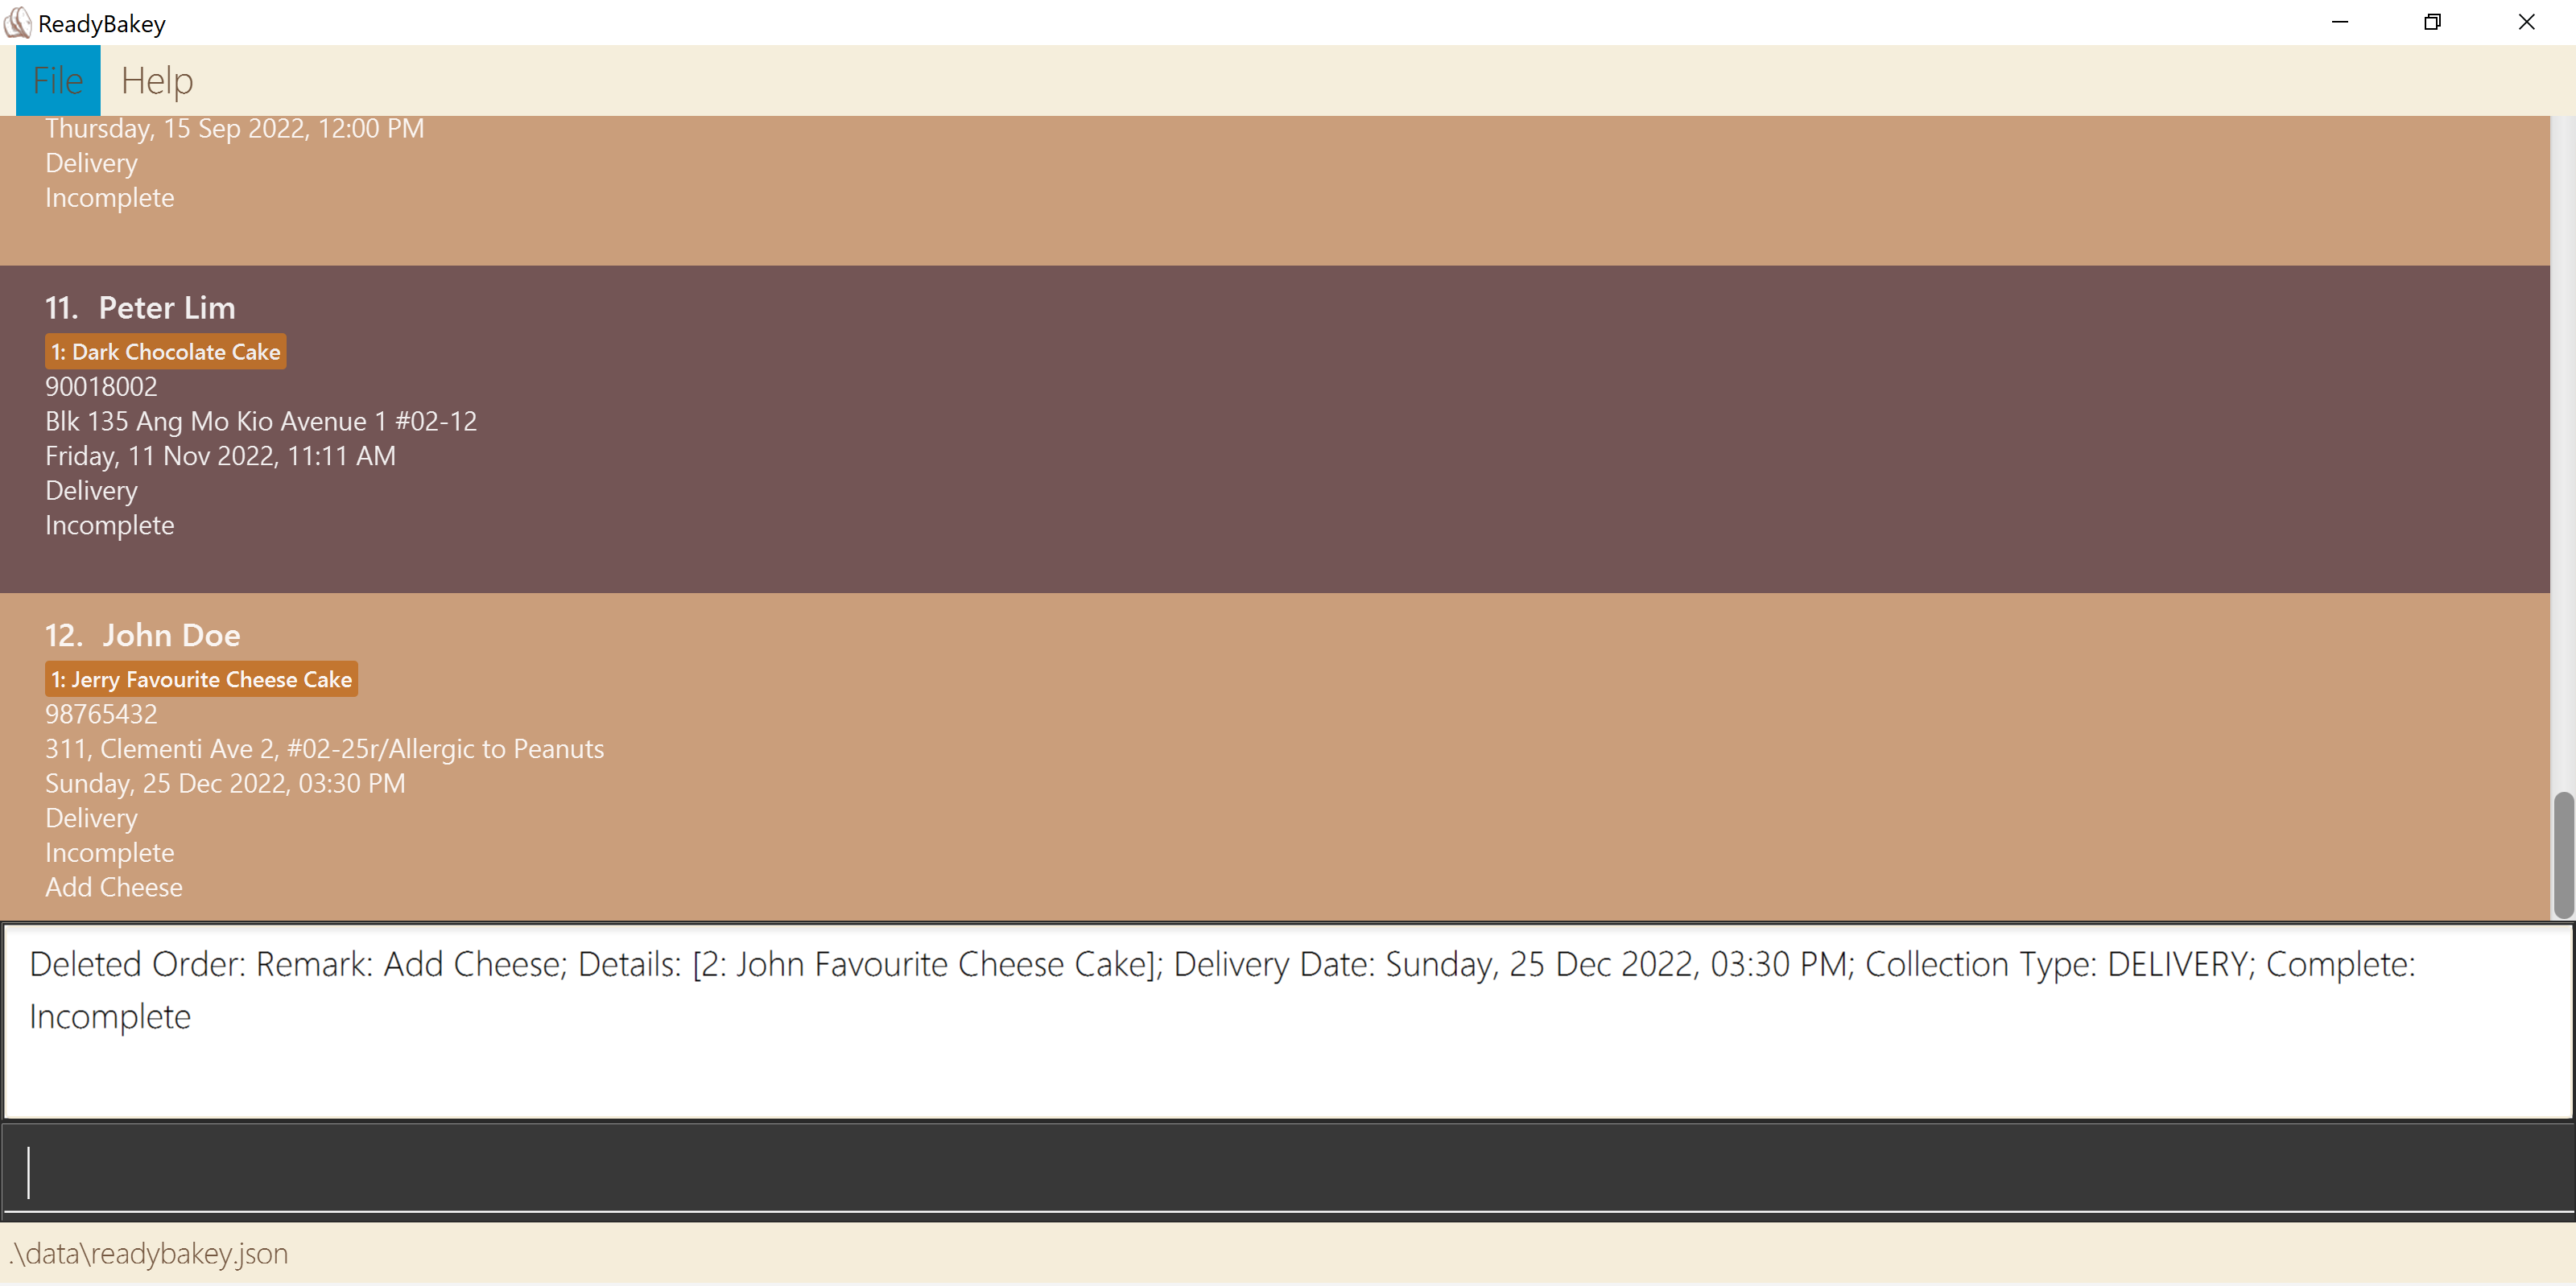 ReadyBakey
File Help
Thursday, 15 Sep 2022, 12:00 PM
Delivery
Incomplete
11. Peter Lim
1: Dark Chocolate Cake
90018002
Blk 135 Ang Mo Kio Avenue 1 #02-12
Friday, 11 Nov 2022, 11:11 AM
Delivery
Incomplete
12. John Doe
1: Jerry Favourite Cheese Cake
98765432
311, Clementi Ave 2, #02-25r/Allergic to Peanuts
Sunday, 25 Dec 2022, 03:30 PM
Delivery
Incomplete
Add Cheese
Deleted Order: Remark: Add Cheese; Details: [2: John Favourite Cheese Cake]; Delivery Date: Sunday, 25 Dec 2022, 03:30 PM; Collection Type: DELIVERY; Complete:
Incomplete
.\data\readybakey.json